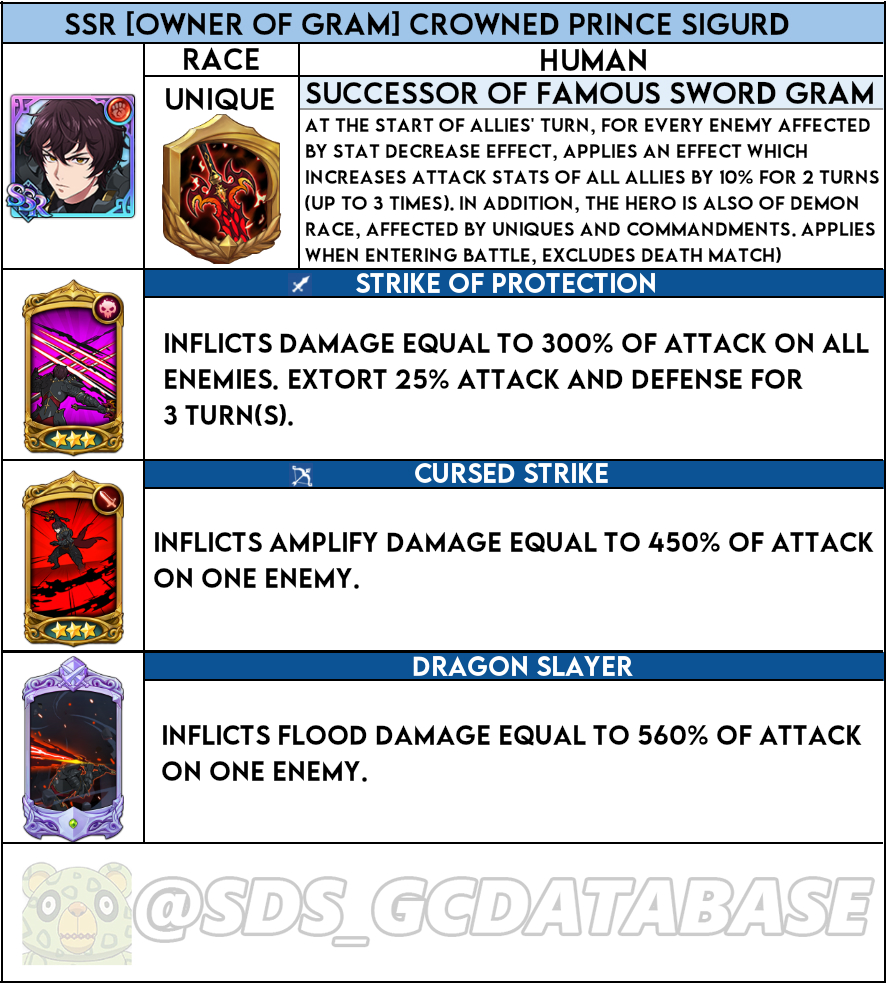 SSR [OWNER OF GRAM] CROWNED PRINCE SIGURD
RACE
HUMAN
UNIQUE
SUCCESSOR OF FAMOUS SWORD GRAM
AT THE START OF ALLIES' TURN, FOR EVERY ENEMY AFFECTED
BY STAT DECREASE EFFECT, APPLIES AN EFFECT WHICH
INCREASES ATTACK STATS OF ALL ALLIES BY 10% FOR 2 TURNS
(UP TO 3 TIMES). IN ADDITION, THE HERO IS ALSO OF DEMON
RACE, AFFECTED BY UNIQUES AND COMMANDMENTS. APPLIES
WHEN ENTERING BATTLE, EXCLUDES DEATH MATCH)
SSR
STRIKE OF PROTECTION
INFLICTS DAMAGE EQUAL TO 300% OF ATTACK ON ALL
ENEMIES. EXTORT 25% ATTACK AND DEFENSE FOR
3 TURN(S).
CURSED STRIKE
INFLICTS AMPLIFY DAMAGE EQUAL TO 450% OF ATTACK
ON ONE ENEMY.
DRAGON SLAYER
INFLICTS FLOOD DAMAGE EQUAL TO 560% OF ATTACK
ON ONE ENEMY.
@SDS_GCDATABASE